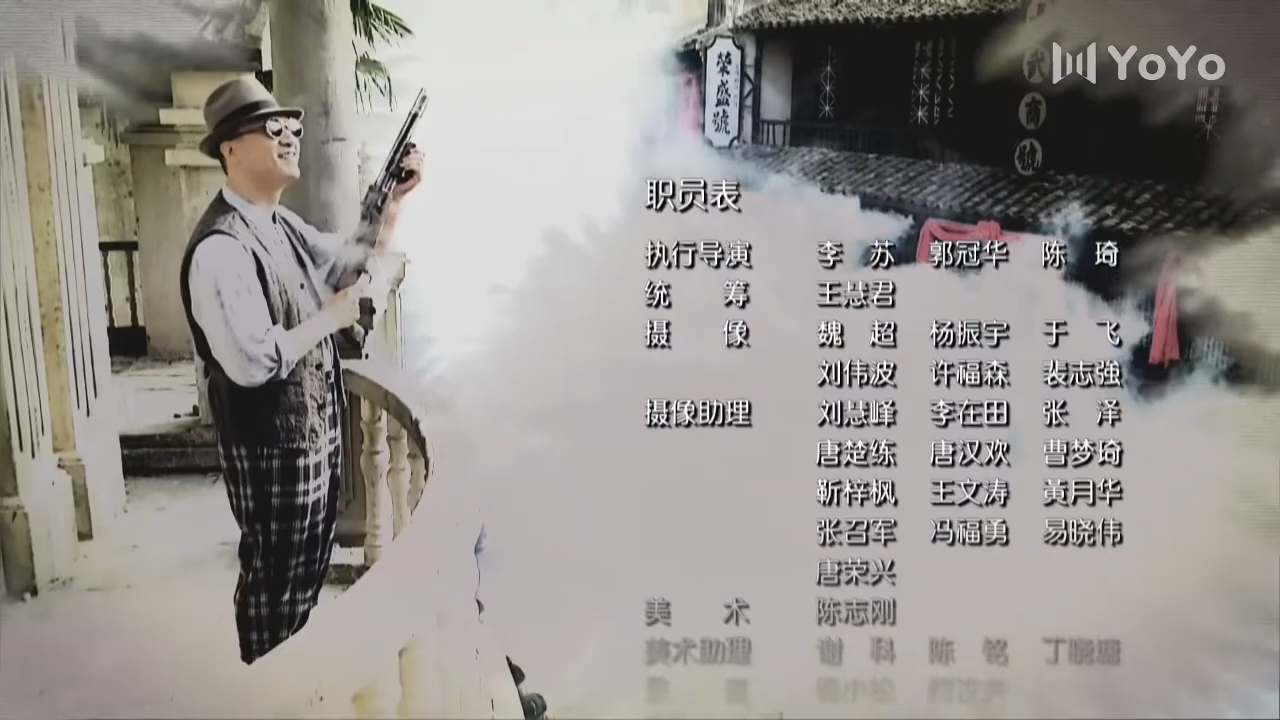 YoYo
榮盛號
商號
职员表
执行导演 李苏 郭冠华 陈琦
统筹 王慧君
摄像 魏超 杨振宇 于飞
刘伟波 许福森 裴志強
摄像助理 刘慧峰 李在田 张泽
唐楚练 唐汉欢 曹梦琦
靳梓枫 王文涛 黄月华
张召军 冯福勇 易晓伟
唐荣兴
美术 陈志刚
美术助理 谢科 陈铭